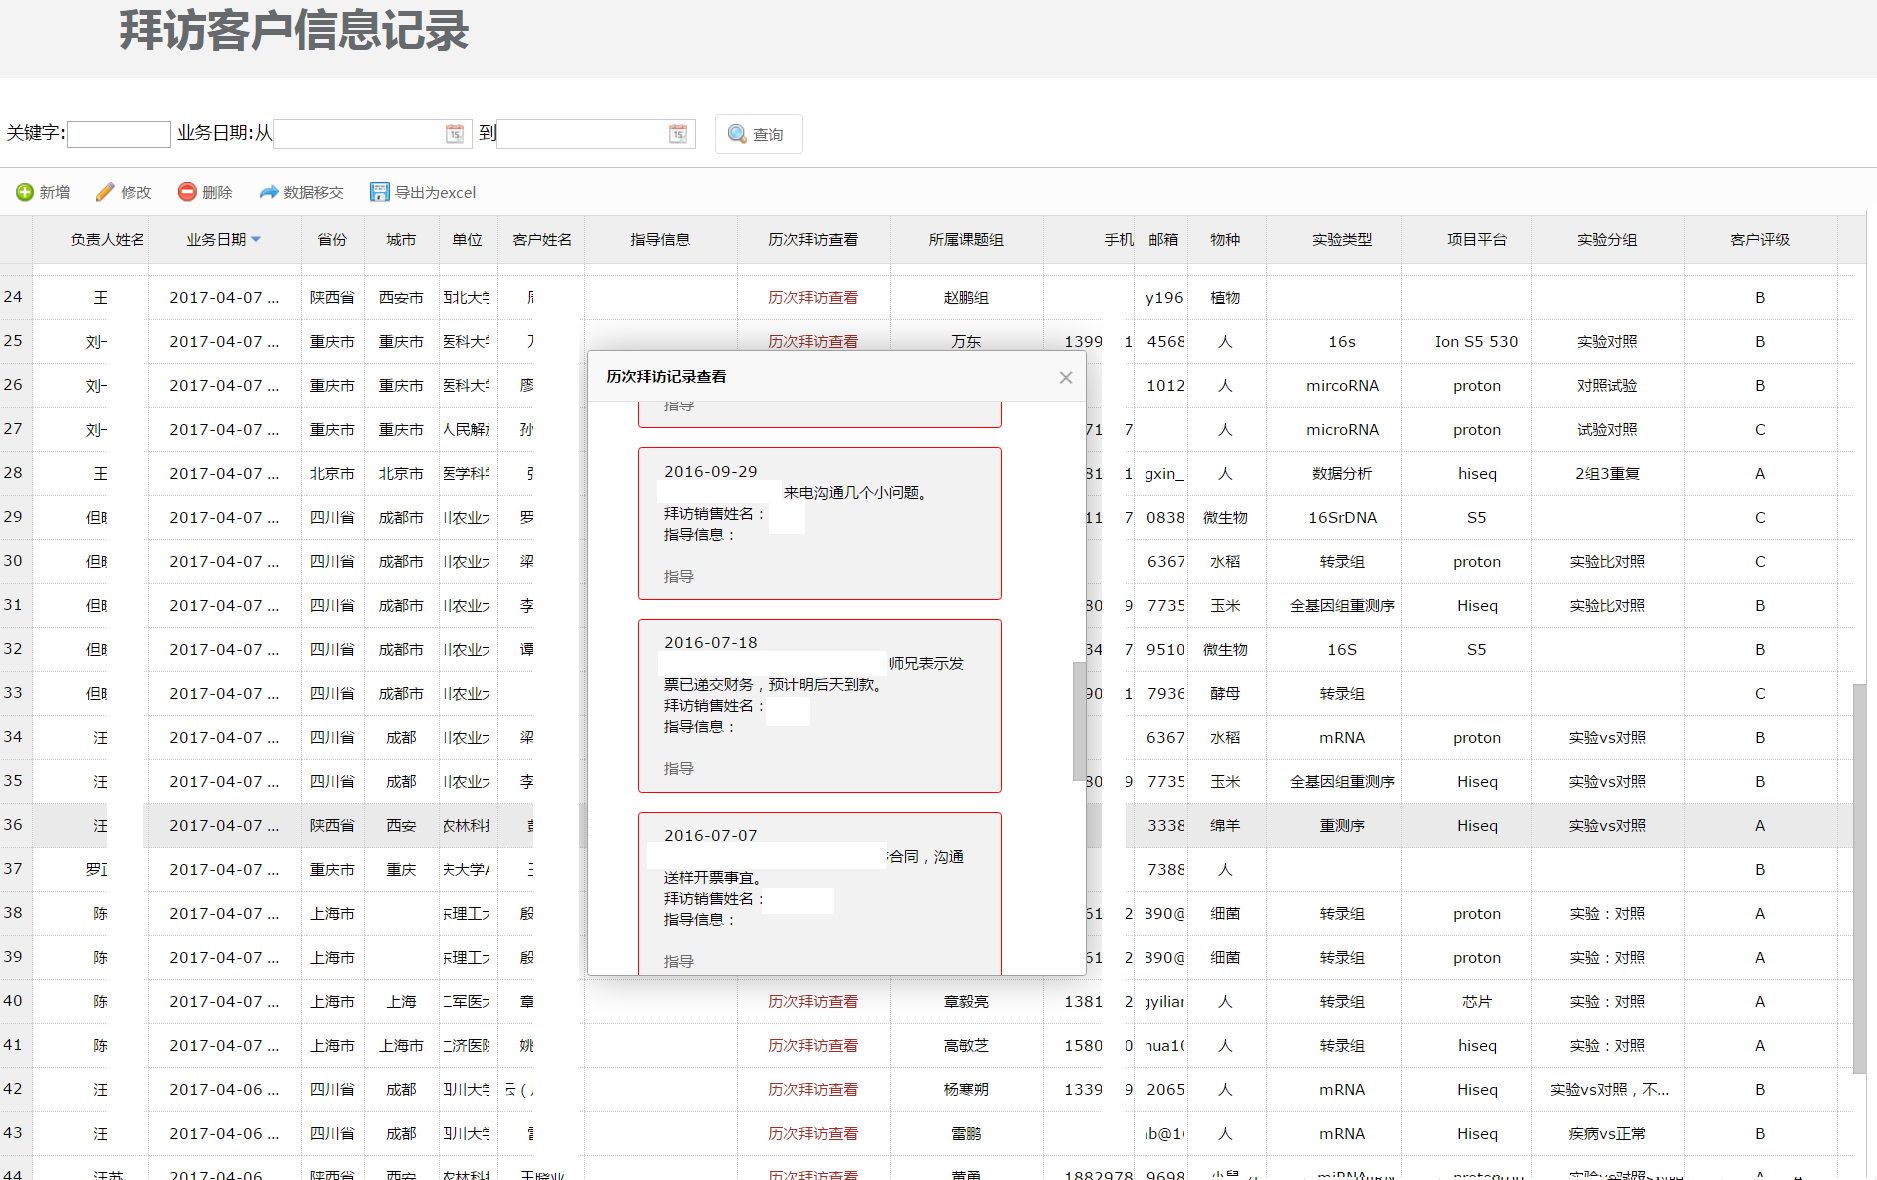 拜访客户信息记录
关键字: 业务日期:从 到 查询
新增 修改 删除 数据移交 导出为excel
负责人姓名 业务日期 省份 城市 单位 客户姓名 指导信息 历次拜访查看 所属课题组 手机 邮箱 物种 实验类型 项目平台 实验分组 客户评级
24 王 2017-04-07 ... 陕西省 西安市 西北大学 历次拜访查看 赵鹏组 y196 植物 B
25 刘一 2017-04-07 ... 重庆市 重庆市 医科大学 万 历次拜访查看 万东 1399 1 4568 人 16s Ion S5 530 实验对照 B
26 刘一 2017-04-07 ... 重庆市 重庆市 医科大学 廖 1012 人 mircoRNA proton 对照试验 B
27 刘一 2017-04-07 ... 重庆市 重庆市 人民解放 孙 71 7 人 microRNA proton 试验对照 C
28 王 2017-04-07 ... 北京市 北京市 医学科学 张 81 1 gxin_ 人 数据分析 hiseq 2组3重复 A
29 但 2017-04-07 ... 四川省 成都市 川农业大 罗 11 7 0838 微生物 16SrDNA S5 C
30 但 2017-04-07 ... 四川省 成都市 川农业大 梁 6367 水稻 转录组 proton 实验比对照 C
31 但 2017-04-07 ... 四川省 成都市 川农业大 李 80 9 7735 玉米 全基因组重测序 Hiseq 实验比对照 B
32 但 2017-04-07 ... 四川省 成都市 川农业大 谭 34 7 9510 微生物 16S S5 B
33 但 2017-04-07 ... 四川省 成都市 川农业大 90 1 7936 酵母 转录组 C
34 汪 2017-04-07 ... 四川省 成都 川农业大 梁 6367 水稻 mRNA proton 实验vs对照 B
35 汪 2017-04-07 ... 四川省 成都 川农业大 李 80 9 7735 玉米 全基因组重测序 Hiseq 实验vs对照 B
36 汪 2017-04-07 ... 陕西省 西安 农林科技 3338 绵羊 重测序 Hiseq 实验vs对照 A
37 罗 2017-04-07 ... 重庆市 重庆 庆大学 王 7388 人 B
38 陈 2017-04-07 ... 上海市 东理工大 殷 61 2 890@ 细菌 转录组 proton 实验：对照 A
39 陈 2017-04-07 ... 上海市 东理工大 殷 61 2 890@ 细菌 转录组 proton 实验：对照 A
40 陈 2017-04-07 ... 上海市 上海 二军医大 章 历次拜访查看 章毅亮 1381 2 gyilian 人 转录组 芯片 实验：对照 A
41 陈 2017-04-07 ... 上海市 上海市 仁济医院 姚 历次拜访查看 高敏芝 1580 0 hua10 人 转录组 hiseq 实验：对照 A
42 汪 2017-04-06 ... 四川省 成都 四川大学 云（ 历次拜访查看 杨寒朔 1339 9 2065 人 mRNA Hiseq 实验vs对照，不... B
43 汪 2017-04-06 ... 四川省 成都 四川大学 雷 历次拜访查看 雷鹏 b@1 人 mRNA Hiseq 疾病vs正常 B
44 汪苏 2017-04-06 陕西省 西安 农林科技 王晓业 历次拜访查看 黄勇 1882978 9698 小鼠 miRNA proton 实验vs对照 A
历次拜访记录查看
指导
2016-09-29
来电沟通几个小问题。
拜访销售姓名：
指导信息：
指导
2016-07-18
师兄表示发
票已递交财务，预计明后天到款。
拜访销售姓名：
指导信息：
指导
2016-07-07
合同，沟通
送样开票事宜。
拜访销售姓名：
指导信息：
指导